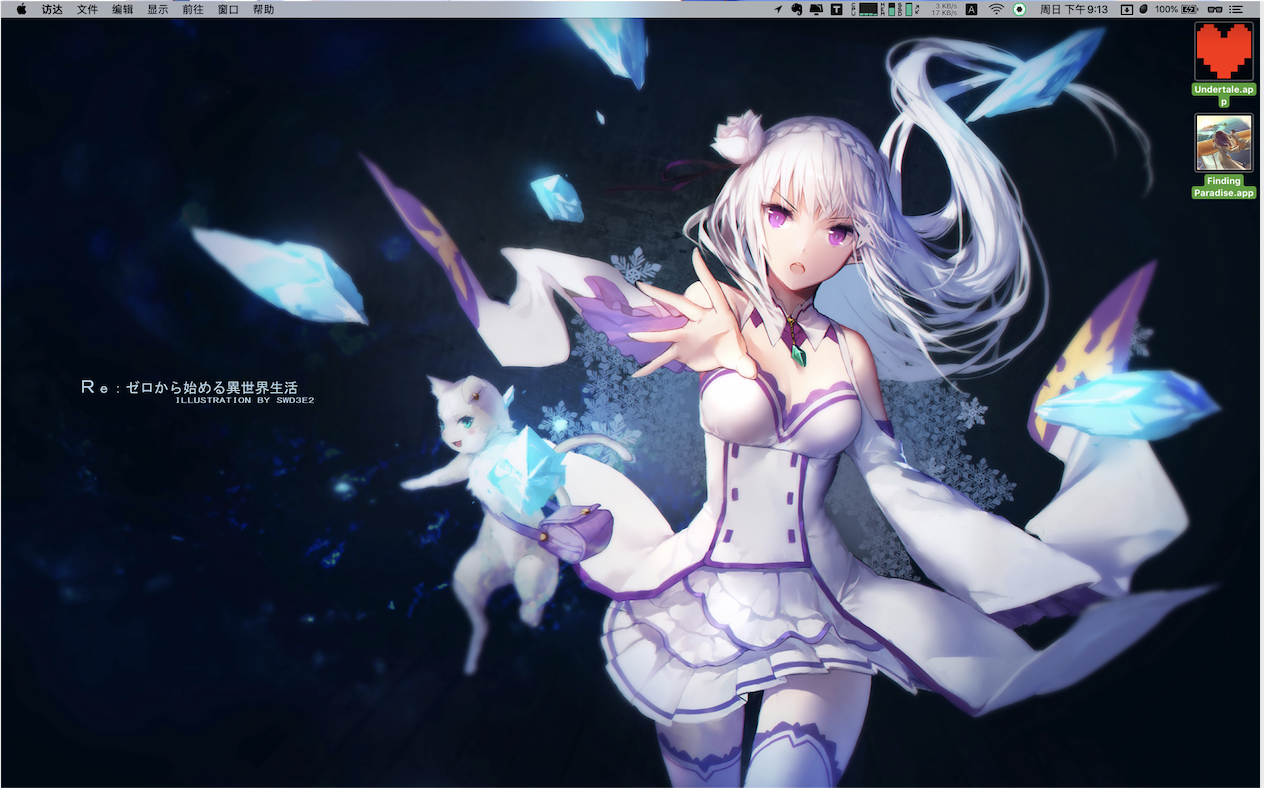 访达 文件 编辑 显示 前往 窗口 帮助 3 KB/s 周日 下午9:13 100%
17 KB/s
Undertale.ap
p
Finding
Paradise.app
Re：ゼロから始める異世界生活
ILLUSTRATION BY SWD3E2